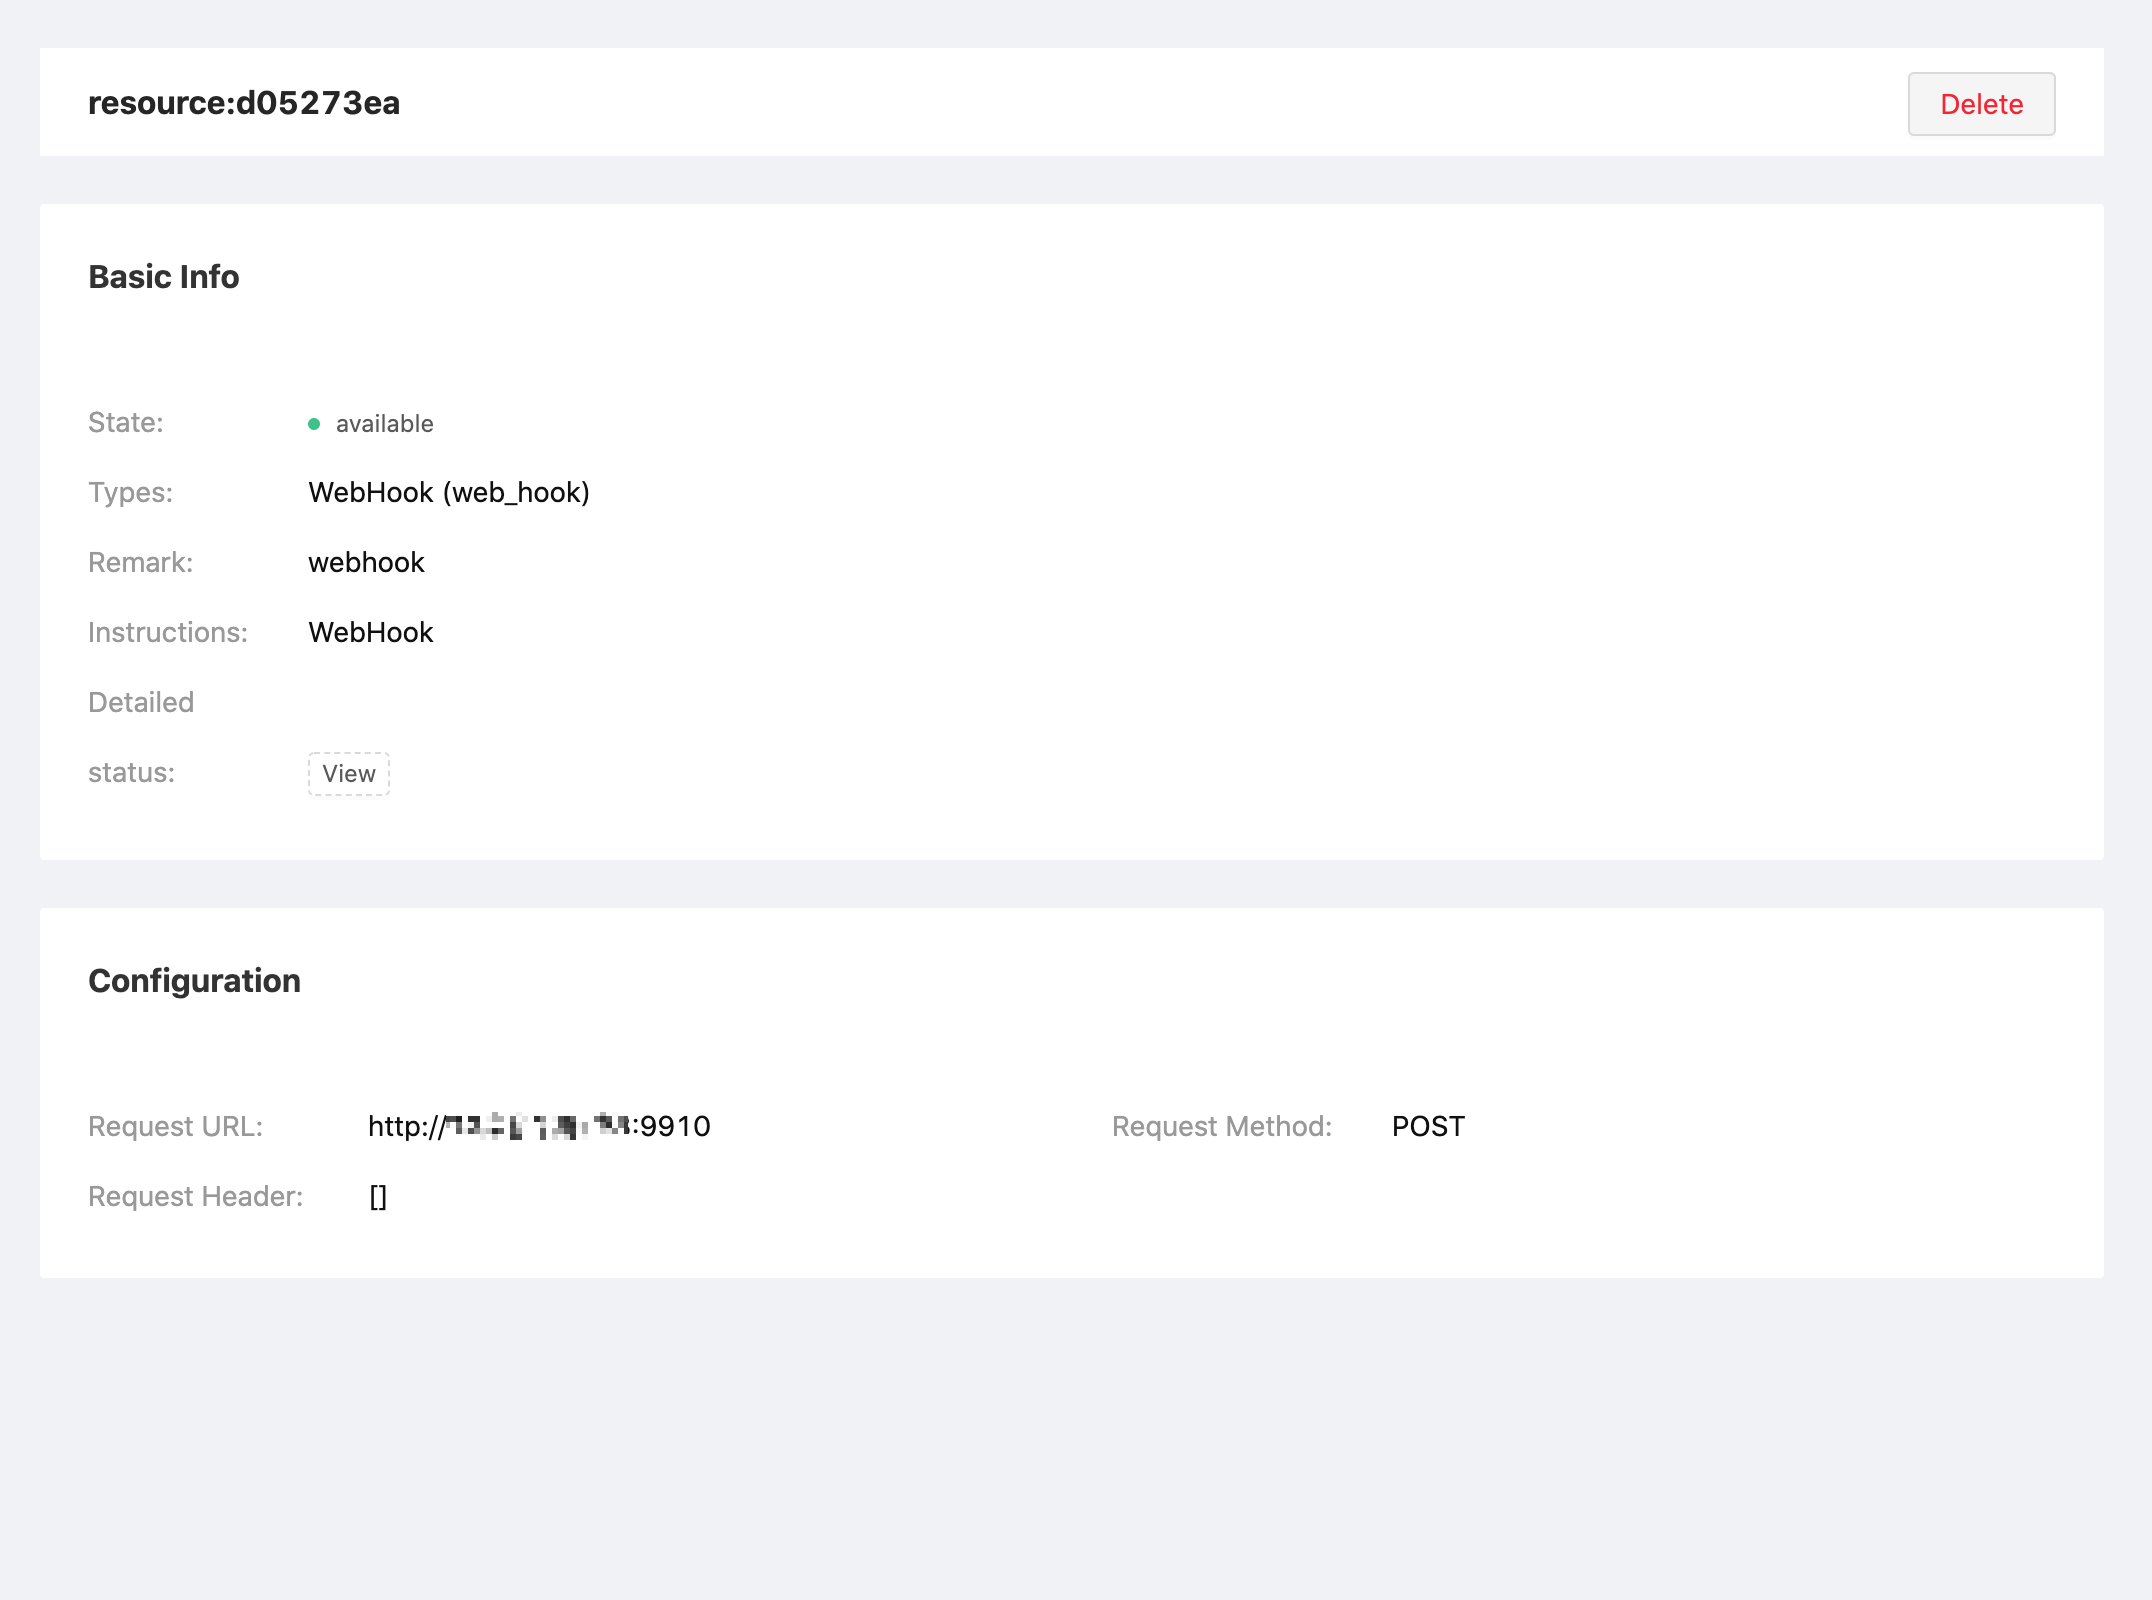 resource:d05273ea
Delete
Basic Info
State: available
Types: WebHook (web_hook)
Remark: webhook
Instructions: WebHook
Detailed
status: View
Configuration
Request URL: http:// :9910 Request Method: POST
Request Header: []